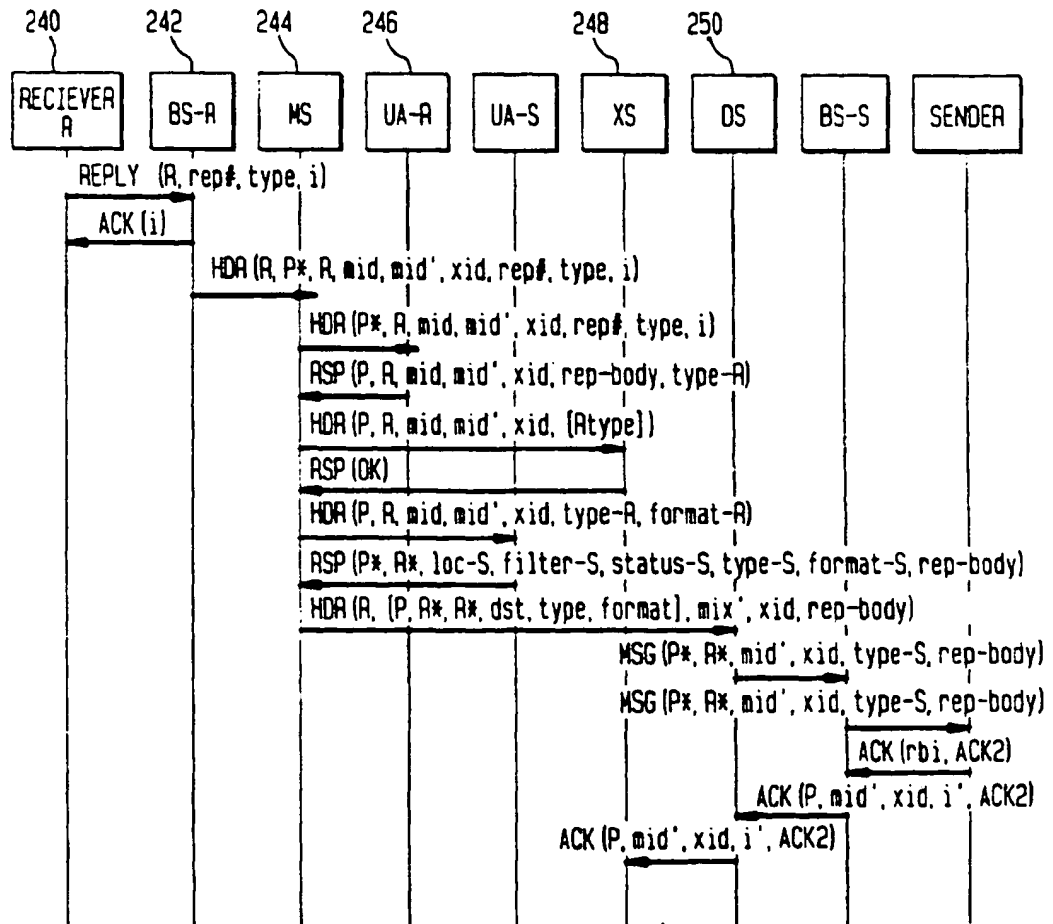 240 242 244 246 248 250
RECIEVER R BS-R MS UA-R UA-S XS DS BS-S SENDER
REPLY (R, rep#, type, i)
ACK (i)
HDR (R, P*, R, mid, mid', xid, rep#, type, i)
HDR (P*, R, mid, mid', xid, rep#, type, i)
RSP (P, R, mid, mid', xid, rep-body, type-R)
HDR (P, R, mid, mid', xid, [Rtype])
RSP (OK)
HDR (P, R, mid, mid', xid, type-R, format-R)
RSP (P*, R*, loc-S, filter-S, status-S, type-S, format-S, rep-body)
HDR (R, [P, R*, R*, dst, type, format], mix', xid, rep-body)
MSG (P*, R*, mid', xid, type-S, rep-body)
MSG (P*, R*, mid', xid, type-S, rep-body)
ACK (rbi, ACK2)
ACK (P, mid', xid, i', ACK2)
ACK (P, mid', xid, i', ACK2)